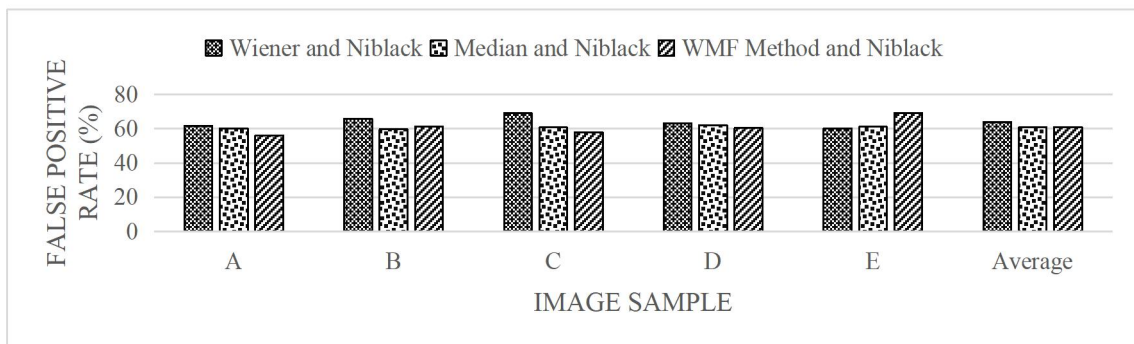 Wiener and Niblack Median and Niblack WMF Method and Niblack
FALSE POSITIVE
RATE (%)
80
60
40
20
0
A B C D E Average
IMAGE SAMPLE